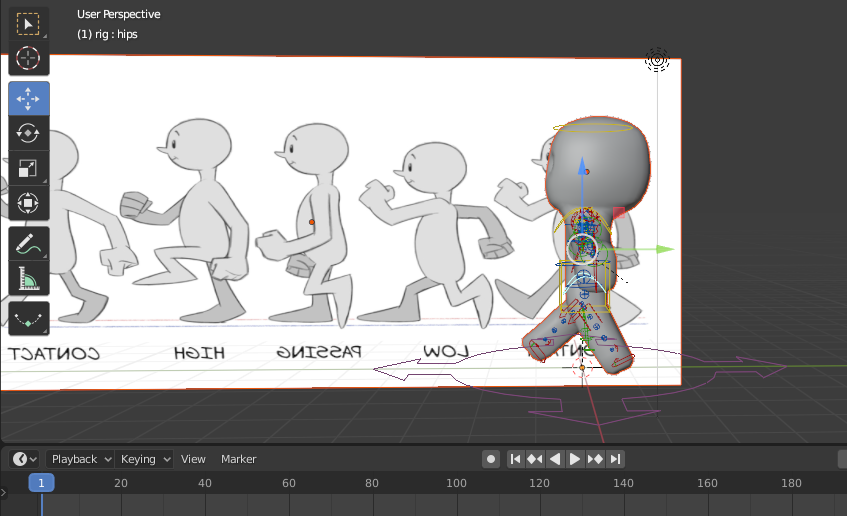 User Perspective
(1) rig : hips
CONTACT
HIGH
PASSING
LOW
Playback
Keying
View
Marker
1 20 40 60 80 100 120 140 160 180